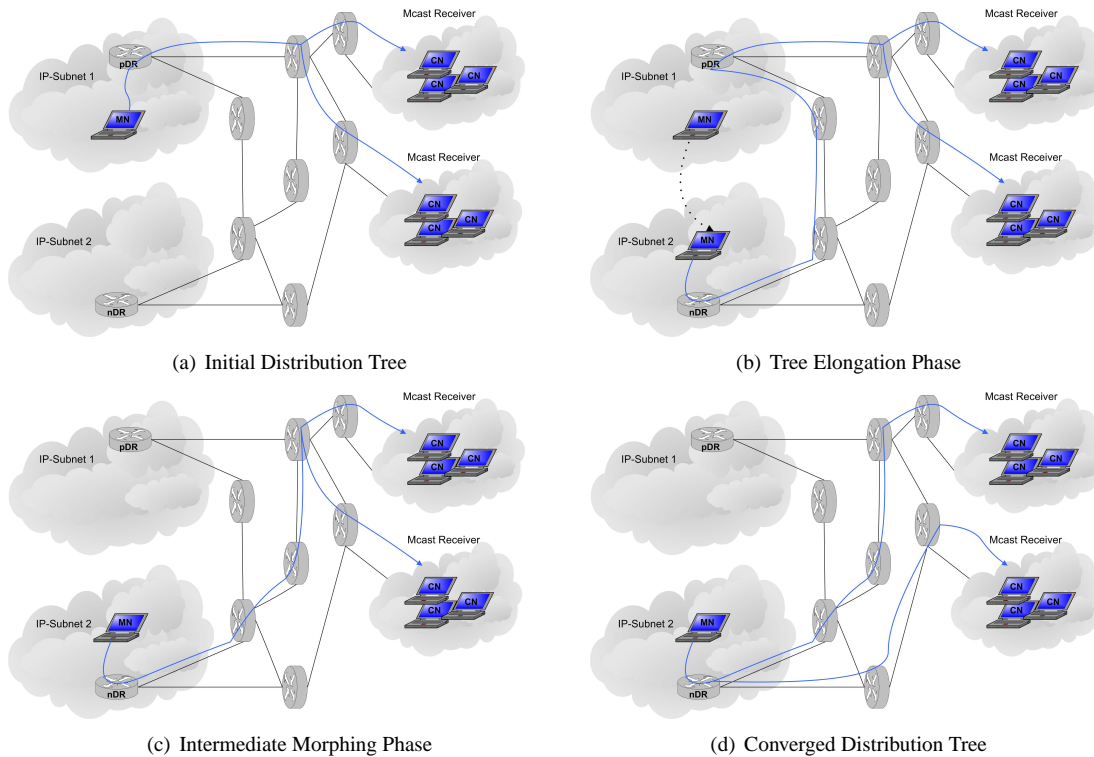 Mcast Receiver
IP-Subnet 1
pDR
MN
CN
CN
CN
Mcast Receiver
CN
CN
CN
IP-Subnet 2
nDR
(a) Initial Distribution Tree
Mcast Receiver
IP-Subnet 1
pDR
MN
CN
CN
CN
Mcast Receiver
CN
CN
CN
IP-Subnet 2
MN
nDR
(b) Tree Elongation Phase
Mcast Receiver
IP-Subnet 1
pDR
CN
CN
CN
Mcast Receiver
CN
CN
CN
IP-Subnet 2
MN
nDR
(c) Intermediate Morphing Phase
Mcast Receiver
IP-Subnet 1
pDR
CN
CN
CN
Mcast Receiver
CN
CN
CN
IP-Subnet 2
MN
nDR
(d) Converged Distribution Tree